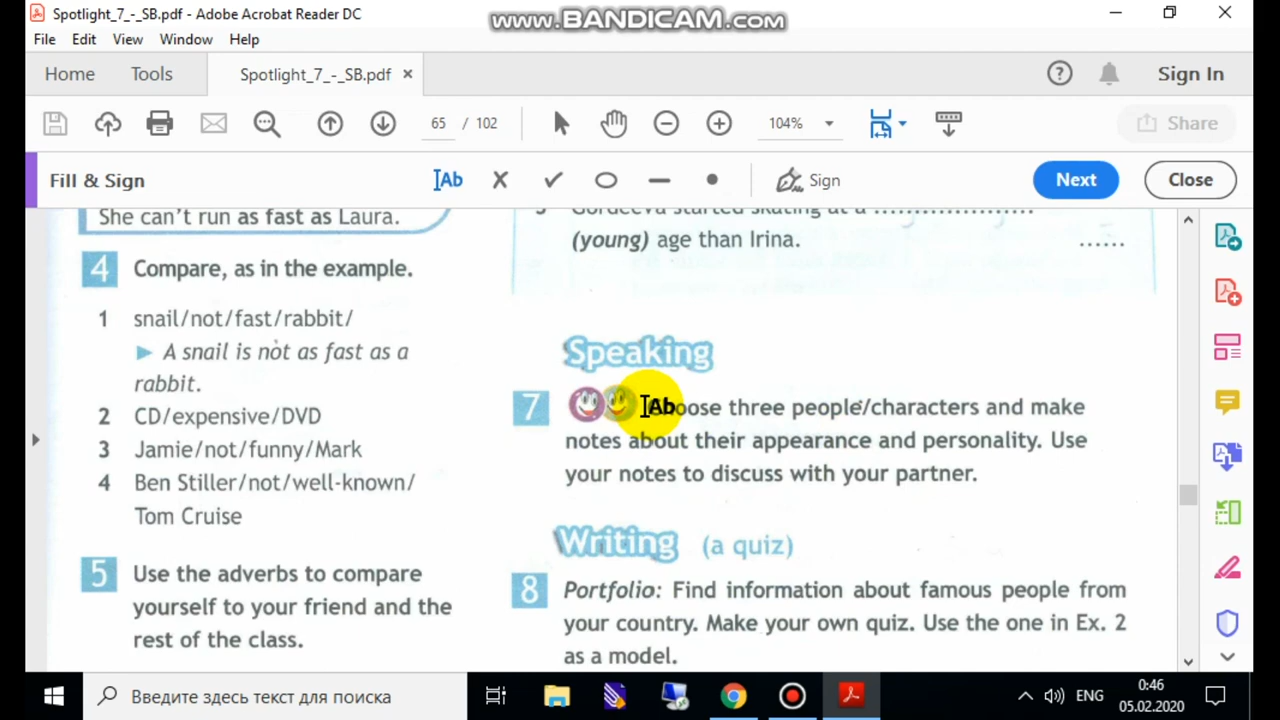 Spotlight_7_-_SB.pdf - Adobe Acrobat Reader DC
www.BANDICAM.com
File Edit View Window Help
Home Tools Spotlight_7_-_SB.pdf × Sign In
65 / 102 104% Share
Fill & Sign Ab Sign Next Close
She can't run as fast as Laura.
4 Compare, as in the example.
1 snail/not/fast/rabbit/
A snail is not as fast as a
rabbit.
2 CD/expensive/DVD
3 Jamie/not/funny/Mark
4 Ben Stiller/not/well-known/
Tom Cruise
5 Use the adverbs to compare
yourself to your friend and the
rest of the class.
Gordeeva started skating at a ....................
(young) age than Irina. ......
Speaking
7 Ab Choose three people/characters and make
notes about their appearance and personality. Use
your notes to discuss with your partner.
Writing (a quiz)
8 Portfolio: Find information about famous people from
your country. Make your own quiz. Use the one in Ex. 2
as a model.
Введите здесь текст для поиска
ENG
0:46
05.02.2020